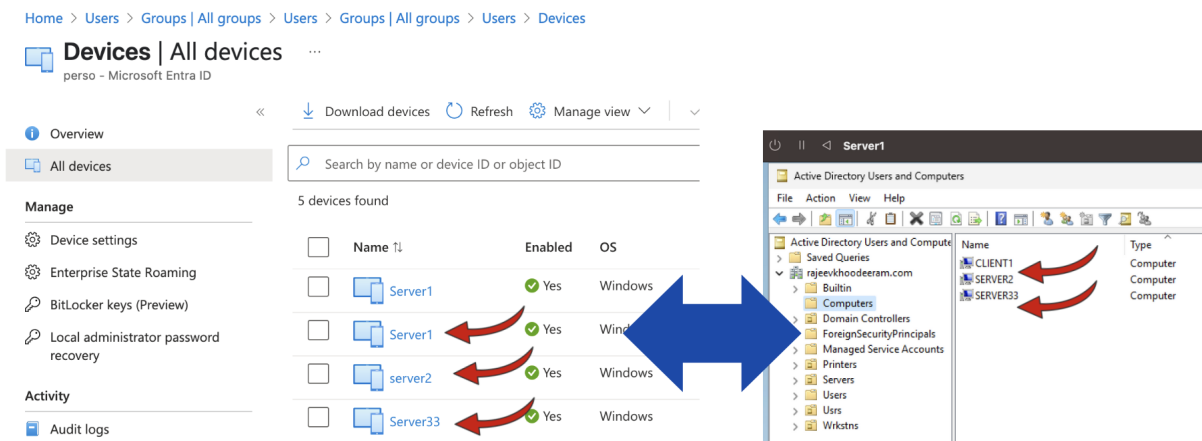 Home > Users > Groups | All groups > Users > Groups | All groups > Users > Devices
Devices | All devices ...
perso - Microsoft Entra ID
«
Overview
All devices
Manage
Device settings
Enterprise State Roaming
BitLocker keys (Preview)
Local administrator password
recovery
Activity
Audit logs
Download devices Refresh Manage view
Search by name or device ID or object ID
5 devices found
Name ↑↓ Enabled OS
Server1 Yes Windows
Server1 Yes
server2 Yes Windows
Server33 Yes Windows
Server1
Active Directory Users and Computers
File Action View Help
Active Directory Users and Compute
Saved Queries
rajeevkhoodeeram.com
Builtin
Computers
Domain Controllers
ForeignSecurityPrincipals
Managed Service Accounts
Printers
Servers
Users
Usrs
Wrkstns
Name Type
CLIENT1 Computer
SERVER2 Computer
SERVER33 Computer